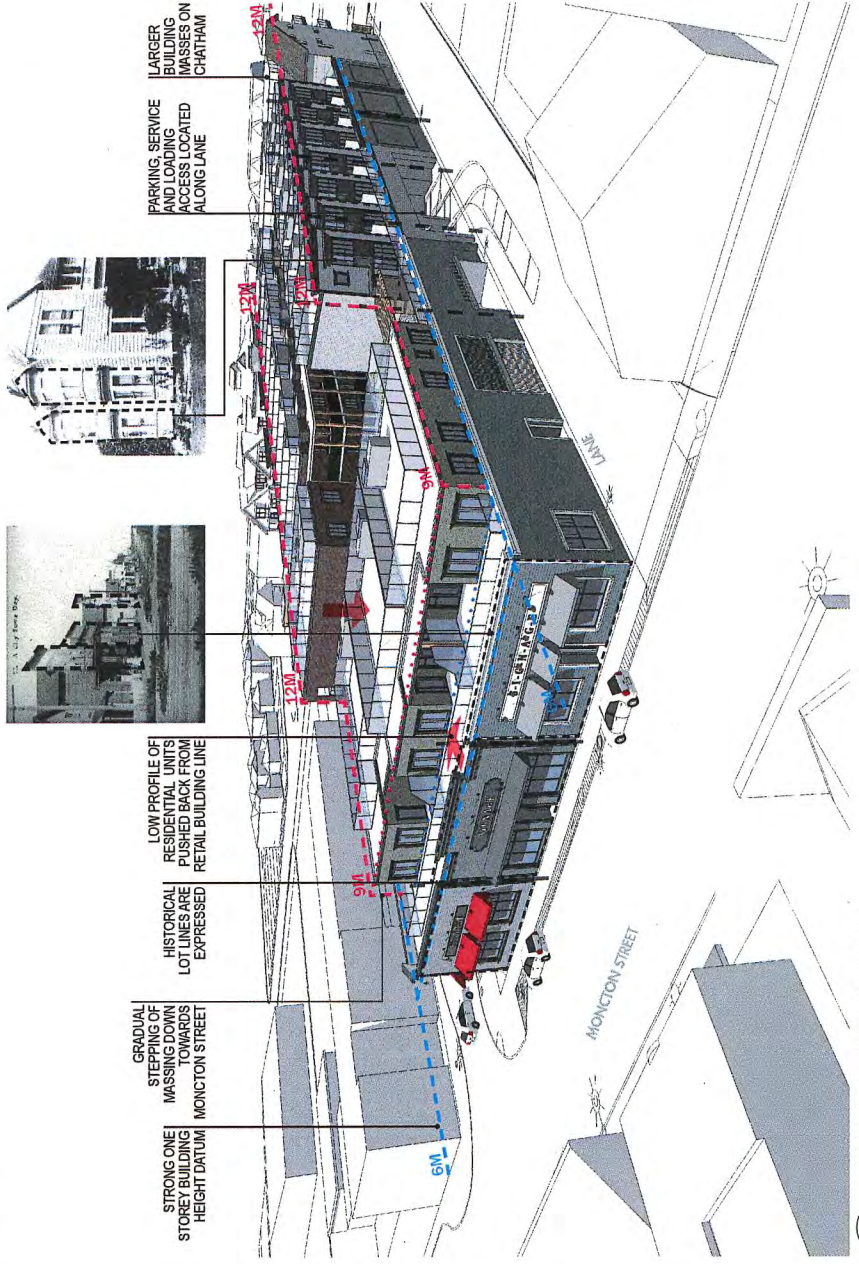 STRONG ONE
STOREY BUILDING
HEIGHT DATUM
GRADUAL
STEPPING OF
MASSING DOWN
TOWARDS
MONCTON STREET
HISTORICAL
LOT LINES ARE
EXPRESSED
LOW PROFILE OF
RESIDENTIAL UNITS
PUSHED BACK FROM
RETAIL BUILDING LINE
PARKING, SERVICE
AND LOADING
ACCESS LOCATED
ALONG LANE
LARGER
BUILDING
MASSES ON
CHATHAM
6M
9M
12M
12M
12M
12M
9M
LANE
MONCTON STREET